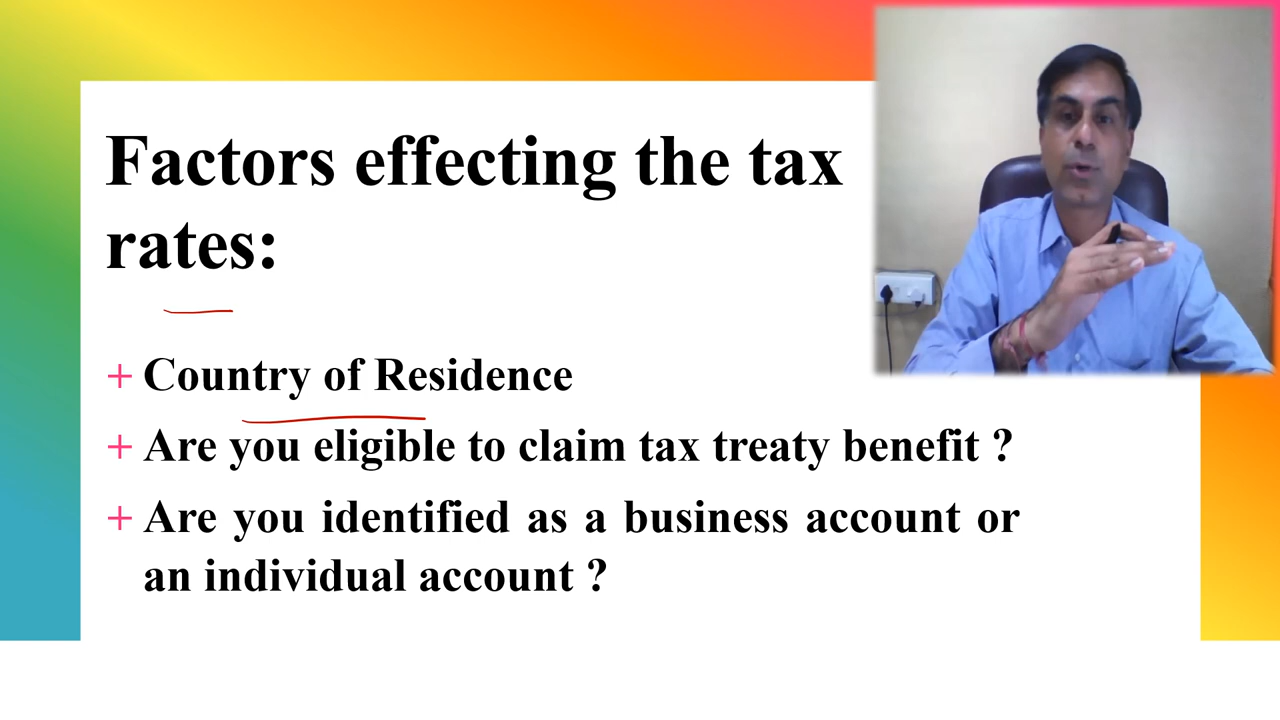 Factors effecting the tax
rates:
+ Country of Residence
+ Are you eligible to claim tax treaty benefit ?
+ Are you identified as a business account or
an individual account ?